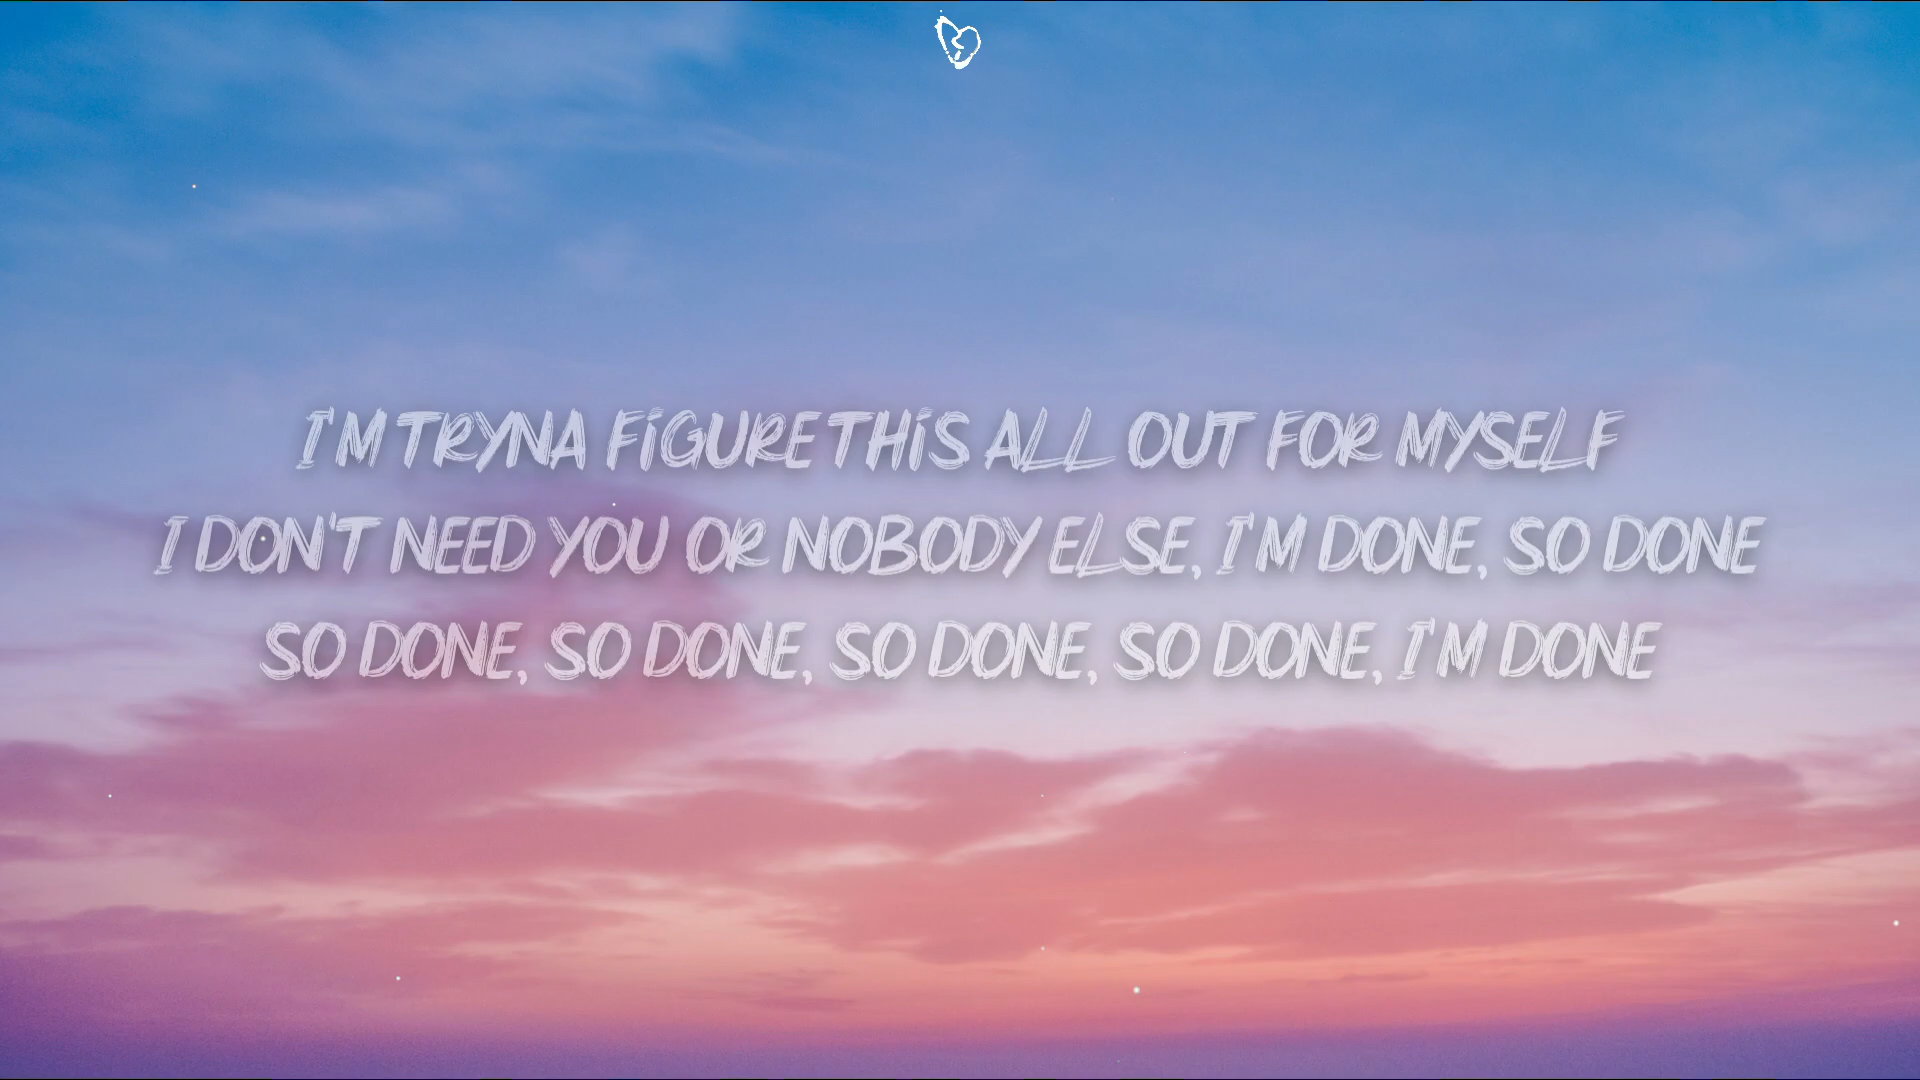 I'M TRYNA FIGURE THIS ALL OUT FOR MYSELF
I DON'T NEED YOU OR NOBODY ELSE, I'M DONE, SO DONE
SO DONE, SO DONE, SO DONE, SO DONE, I'M DONE